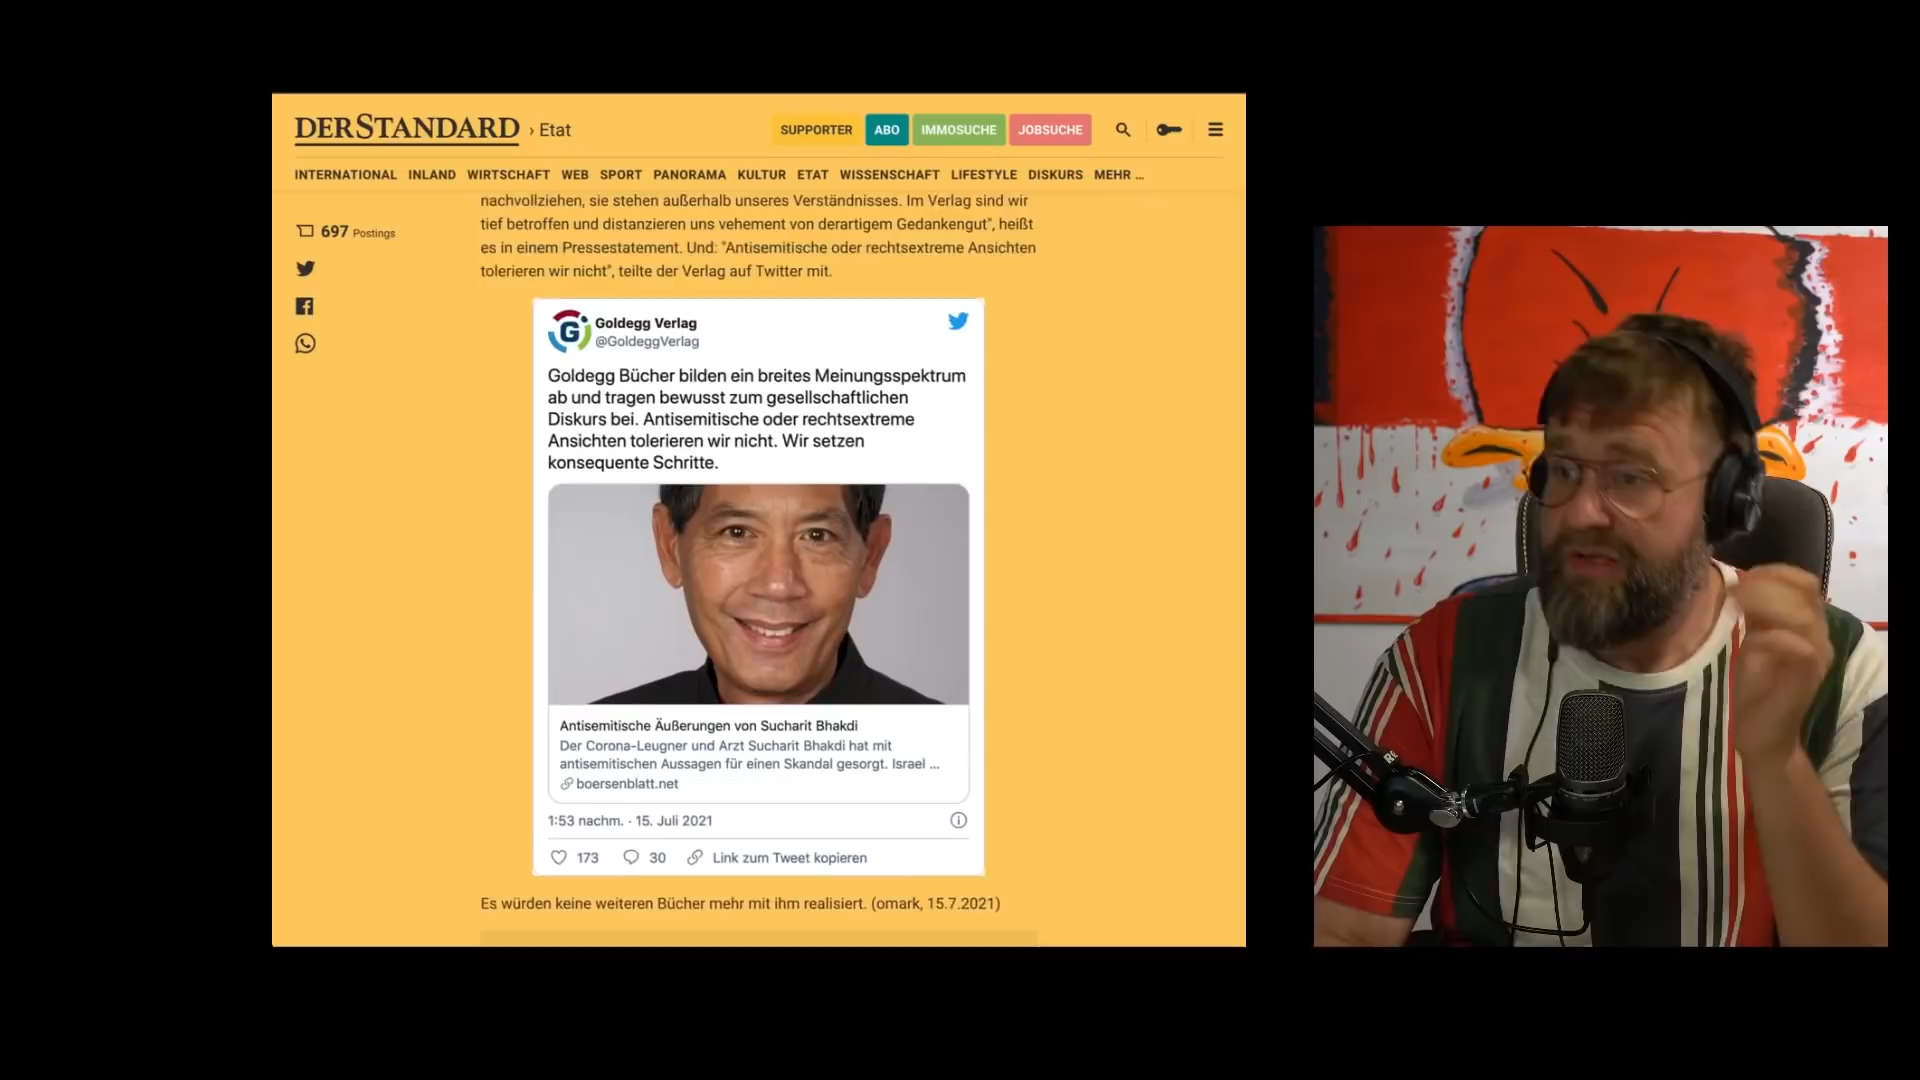 DERSTANDARD › Etat
SUPPORTER ABO IMMOSUCHE JOBSUCHE
INTERNATIONAL INLAND WIRTSCHAFT WEB SPORT PANORAMA KULTUR ETAT WISSENSCHAFT LIFESTYLE DISKURS MEHR ...
697 Postings
nachvollziehen, sie stehen außerhalb unseres Verständnisses. Im Verlag sind wir
tief betroffen und distanzieren uns vehement von derartigem Gedankengut", heißt
es in einem Pressestatement. Und: "Antisemitische oder rechtsextreme Ansichten
tolerieren wir nicht", teilte der Verlag auf Twitter mit.
G
Goldegg Verlag
@GoldeggVerlag
Goldegg Bücher bilden ein breites Meinungsspektrum
ab und tragen bewusst zum gesellschaftlichen
Diskurs bei. Antisemitische oder rechtsextreme
Ansichten tolerieren wir nicht. Wir setzen
konsequente Schritte.
Antisemitische Äußerungen von Sucharit Bhakdi
Der Corona-Leugner und Arzt Sucharit Bhakdi hat mit
antisemitischen Aussagen für einen Skandal gesorgt. Israel ...
boersenblatt.net
1:53 nachm. · 15. Juli 2021
173 30 Link zum Tweet kopieren
Es würden keine weiteren Bücher mehr mit ihm realisiert. (omark, 15.7.2021)